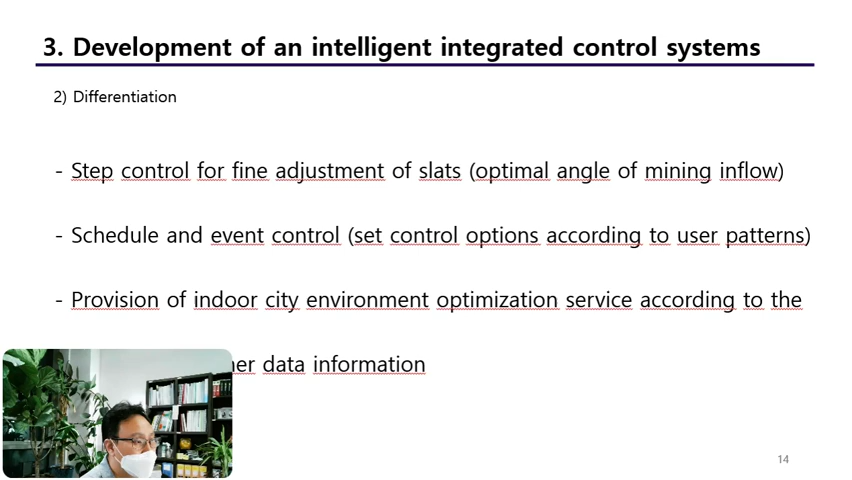 3. Development of an intelligent integrated control systems
2) Differentiation
- Step control for fine adjustment of slats (optimal angle of mining inflow)
- Schedule and event control (set control options according to user patterns)
- Provision of indoor city environment optimization service according to the
data information
14